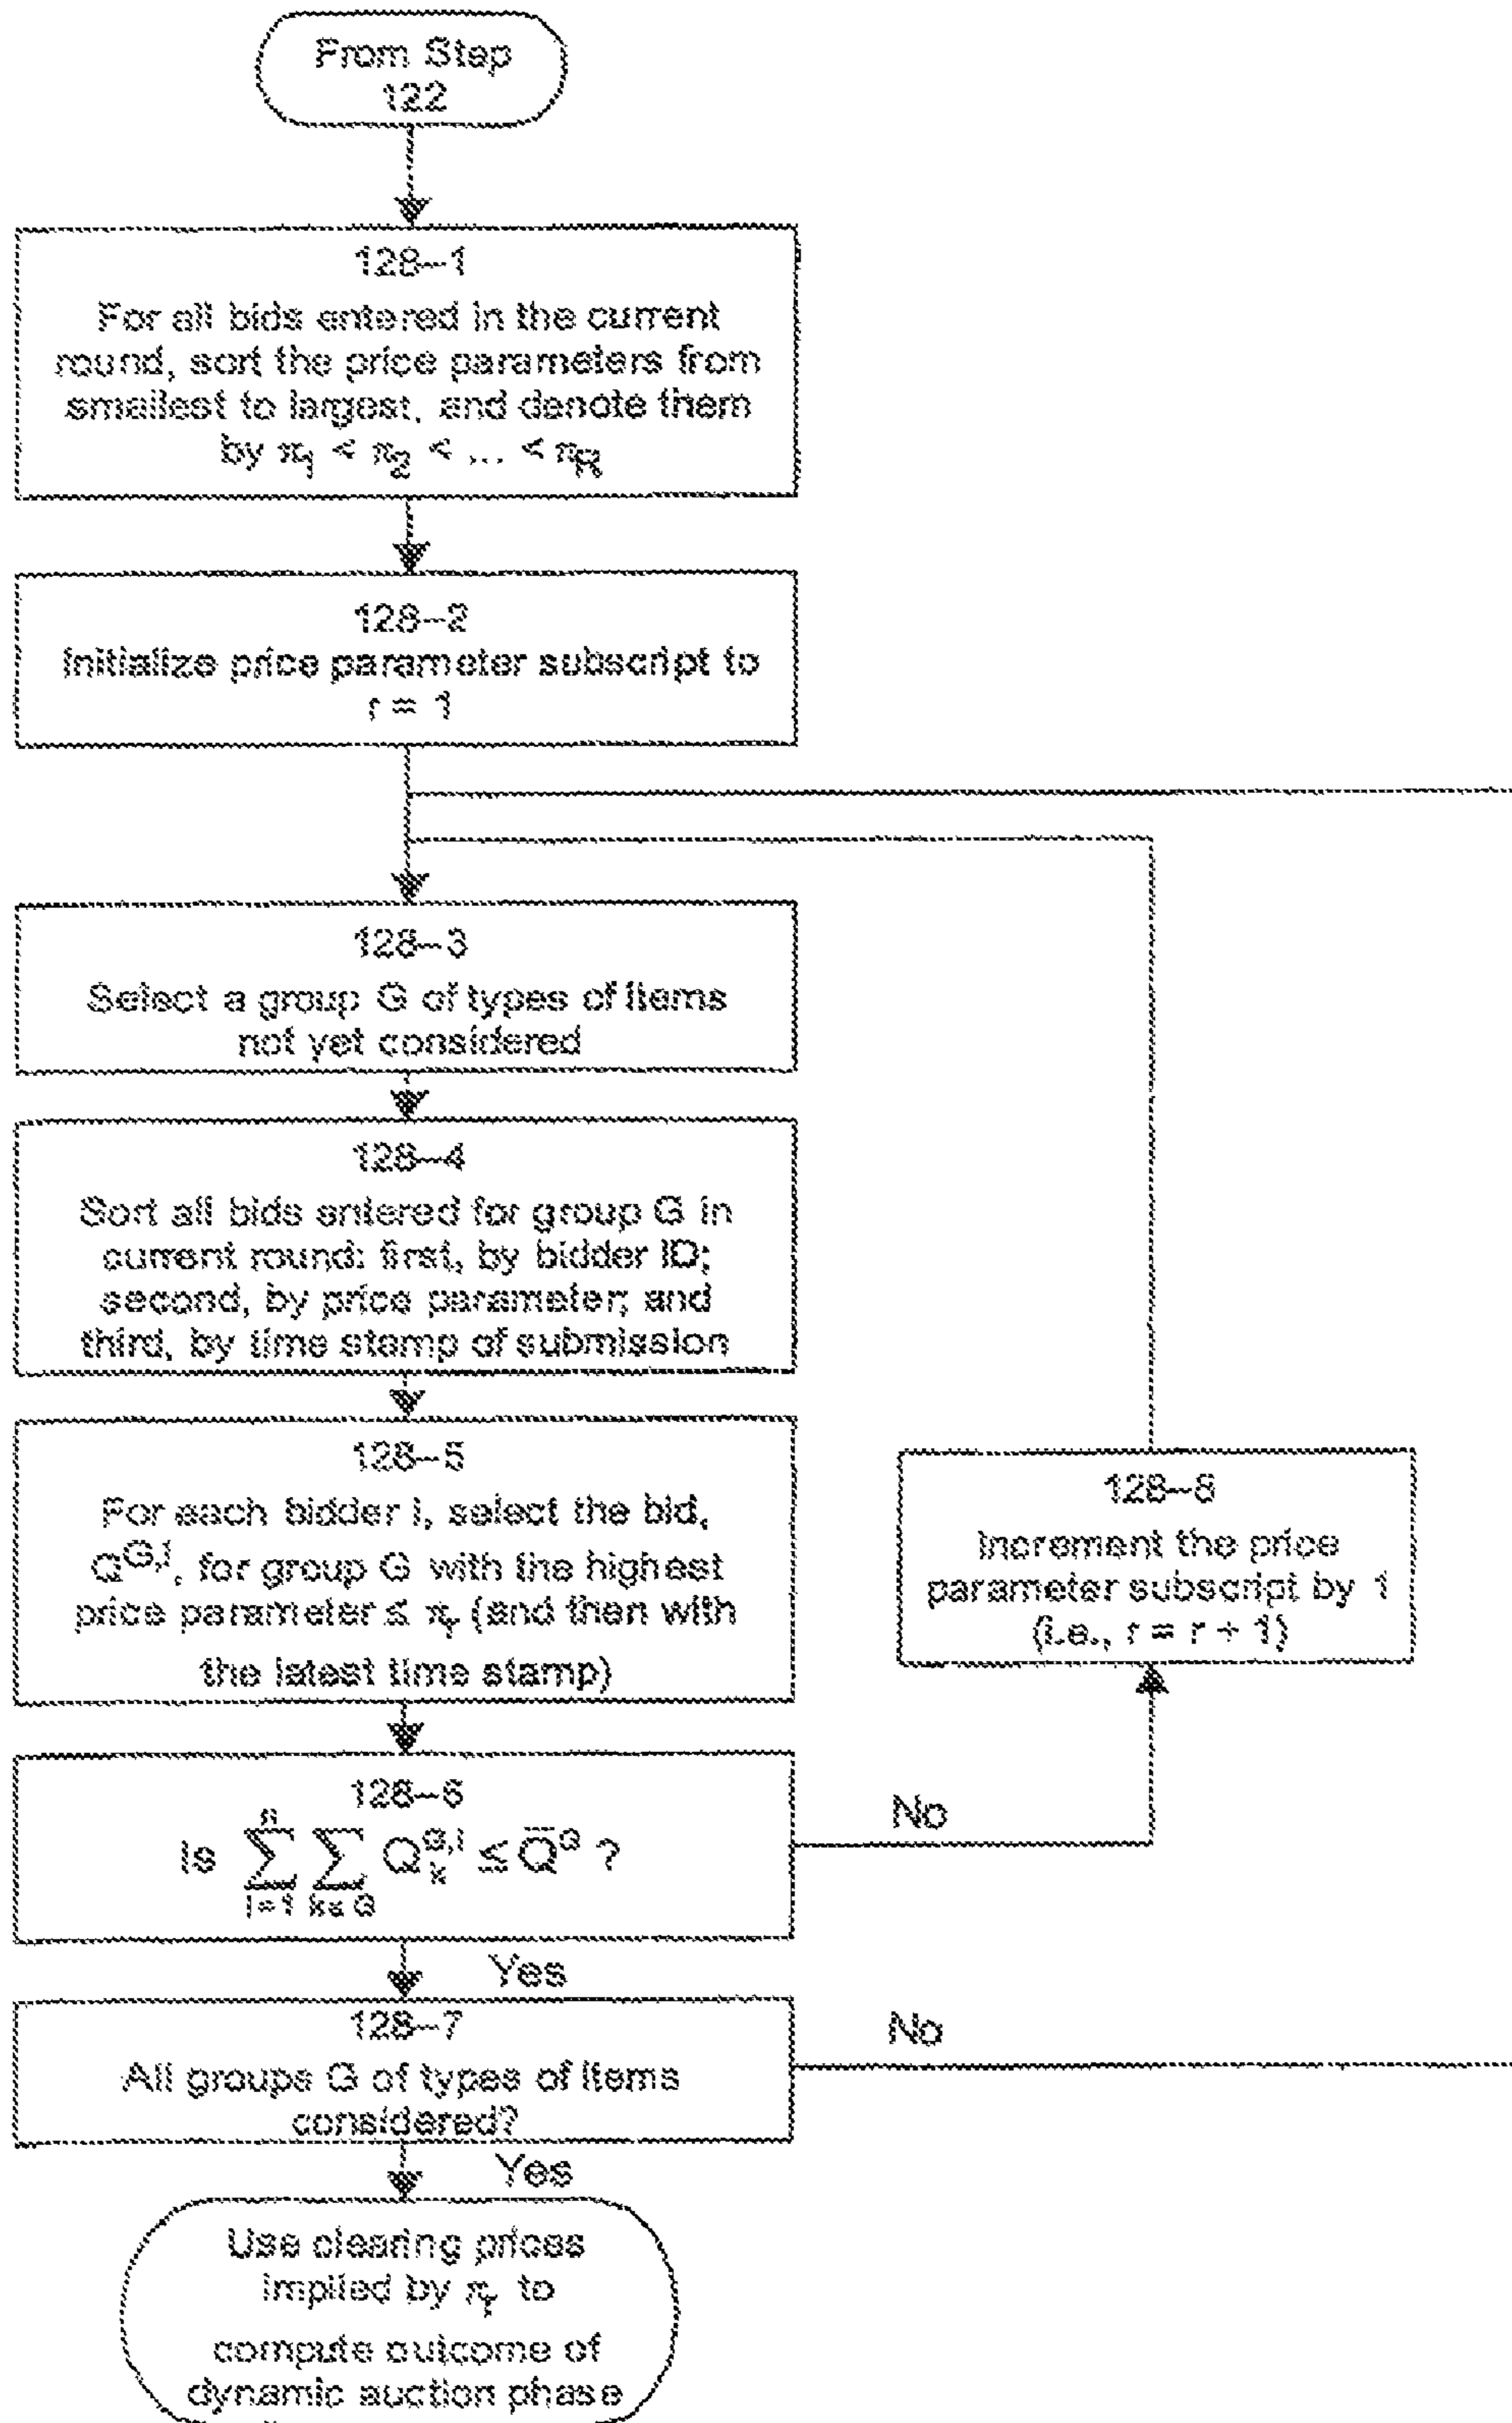 From Step
122
128–1
For all bids entered in the current
round, sort the price parameters from
smallest to largest, and denote them
by π₁ < π₂ < ... < π_R
128–2
Initialize price parameter subscript to
r = 1
128–3
Select a group G of types of items
not yet considered
128–4
Sort all bids entered for group G in
current round: first, by bidder ID;
second, by price parameter; and
third, by time stamp of submission
128–5
For each bidder i, select the bid,
Q^{G,i}, for group G with the highest
price parameter ≤ π_r (and then with
the latest time stamp)
128–8
Increment the price
parameter subscript by 1
(i.e., r = r + 1)
128–6
Is \sum_{i=1}^{n} \sum_{k∈G} Q_k^{G,i} ≤ \overline{Q}^G ?
No
Yes
128–7
All groups G of types of items
considered?
No
Yes
Use clearing prices
implied by π_r to
compute outcome of
dynamic auction phase